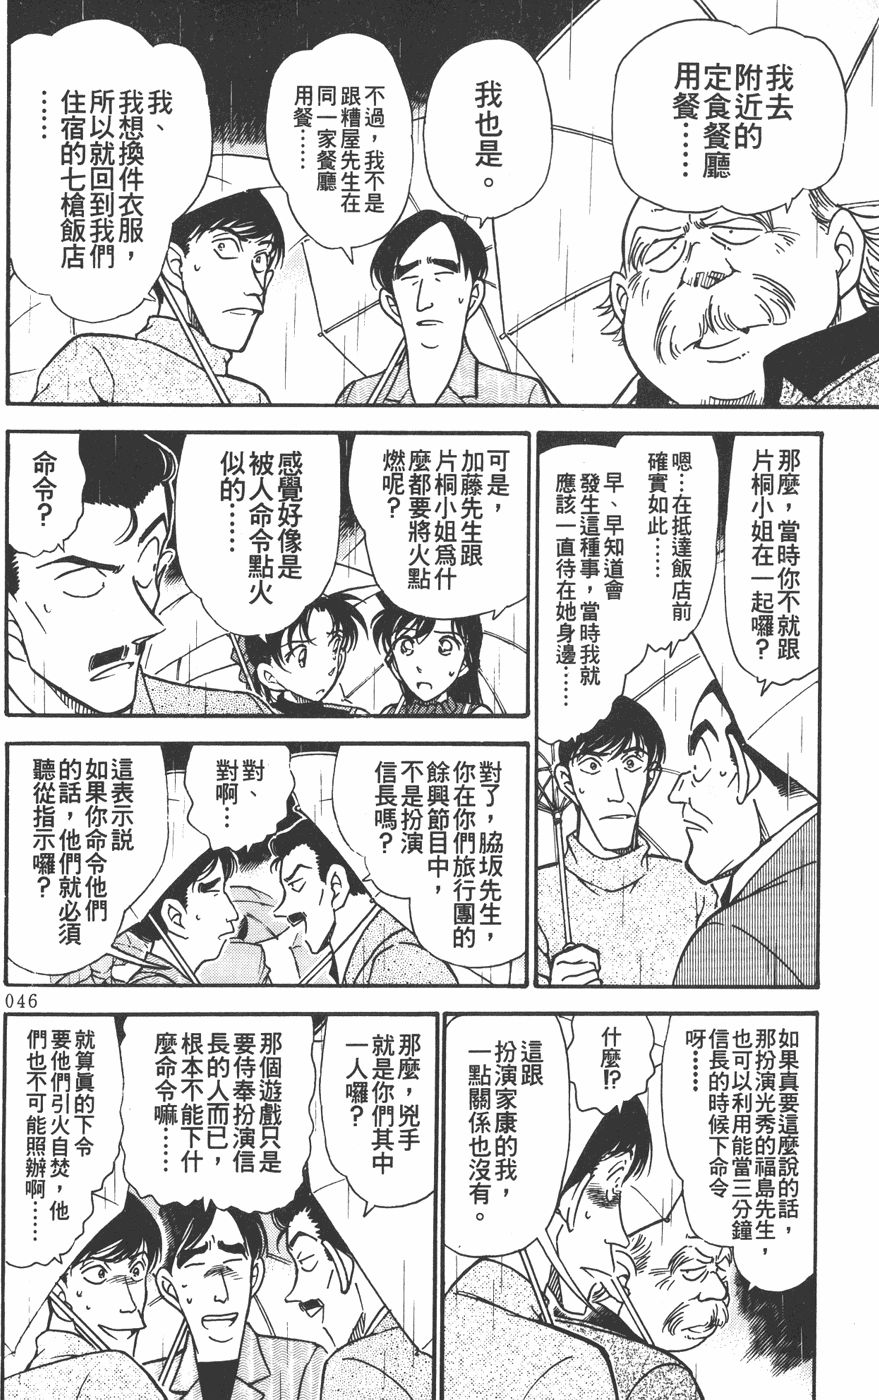 我去
附近的
定食餐廳
用餐……
我也是。
不過，我不是
跟糟屋先生在
同一家餐廳
用餐……
我、
我想換件衣服，
所以就回到我們
住宿的七槍飯店
……
那麼，當時你不就跟
片桐小姐在一起囉？
嗯…在抵達飯店前
確實如此……
早、早知道會
發生這種事，當時我就
應該一直待在她身邊……
可是，
加藤先生跟
片桐小姐為什
麼都要將火點
燃呢？
感覺好像是
被人命令點火
似的……
命令？
對了，脇坂先生，
你在你們旅行團的
餘興節目中，
不是扮演
信長嗎？
對、
對啊…
這表示說
如果你命令他們
的話，他們就必須
聽從指示囉？
046
如果真要這麼說的話，
那扮演光秀的福島先生，
也可以利用能當三分鐘
信長的時候下命令
呀……
什麼!?
這跟
扮演家康的我，
一點關係也沒有。
那麼，兇手
就是你們其中
一人囉？
那個遊戲只是
要侍奉扮演信
長的人而已，
根本不能下什
麼命令嘛……
就算真的下令
要他們引火自焚，他
們也不可能照辦啊……